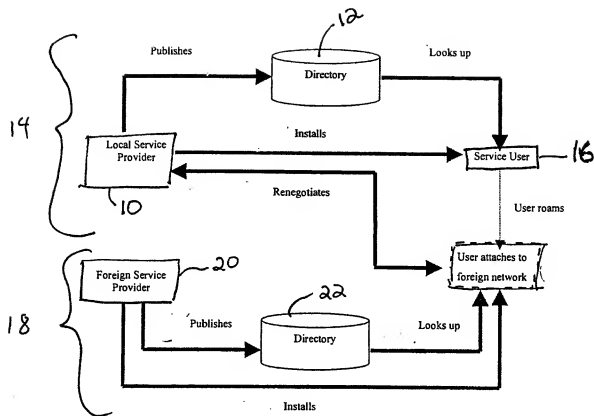 Publishes
12
Looks up
Directory
14
Installs
Local Service
Provider
Service User
16
10
Renegotiates
User roams
User attaches to
foreign network
Foreign Service
Provider
20
22
18
Publishes
Directory
Looks up
Installs